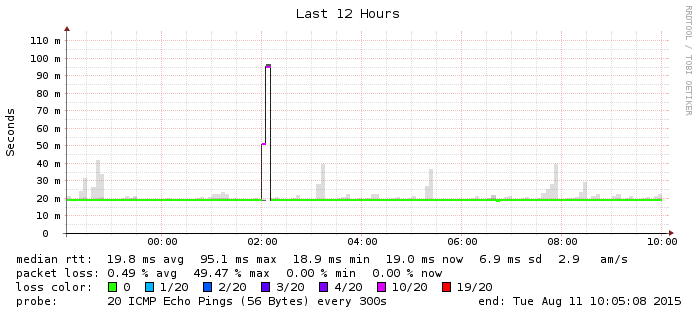 Last 12 Hours
RRDTOOL / TOBI OETIKER
Seconds
110 m
100 m
90 m
80 m
70 m
60 m
50 m
40 m
30 m
20 m
10 m
0
00:00 02:00 04:00 06:00 08:00 10:00
median rtt: 19.8 ms avg 95.1 ms max 18.9 ms min 19.0 ms now 6.9 ms sd 2.9 am/s
packet loss: 0.49 % avg 49.47 % max 0.00 % min 0.00 % now
loss color: 0 1/20 2/20 3/20 4/20 10/20 19/20
probe: 20 ICMP Echo Pings (56 Bytes) every 300s end: Tue Aug 11 10:05:08 2015